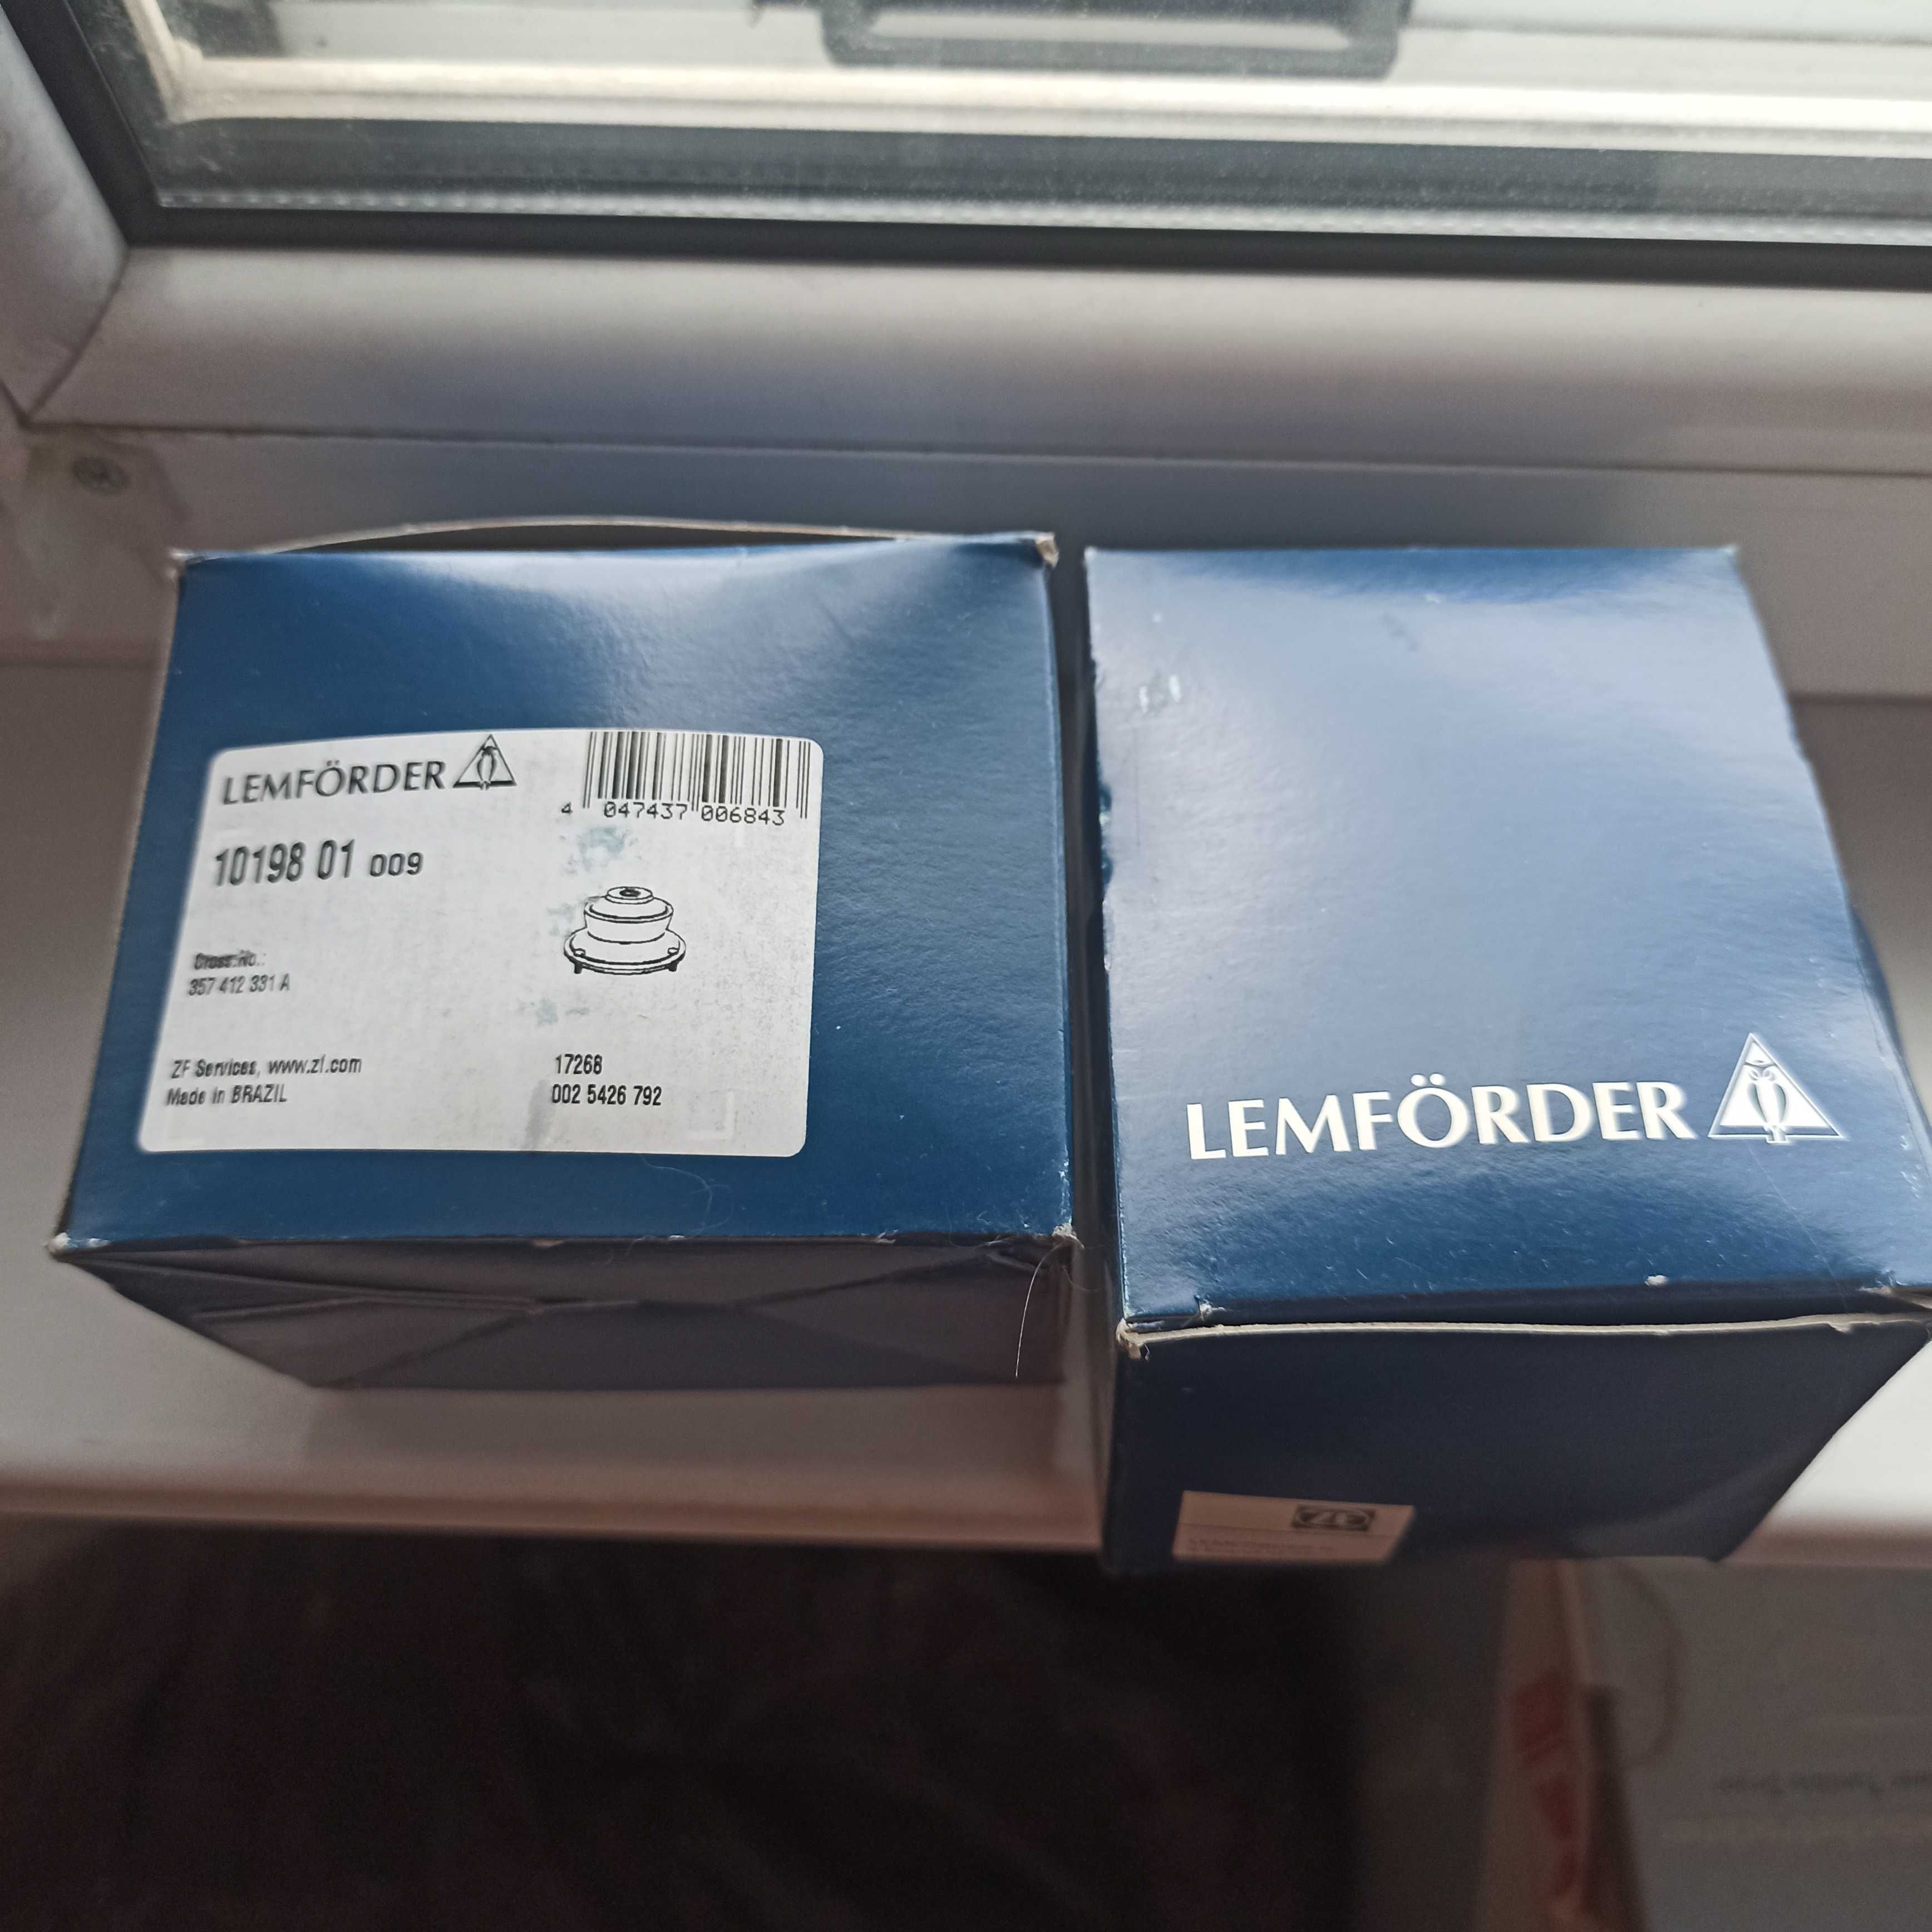 LEMFÖRDER
4 047437 006843
10198 01 009
Cross-No.:
357 412 331 A
ZF Services, www.zf.com
17268
Made in BRAZIL
002 5426 792
LEMFÖRDER
ZF